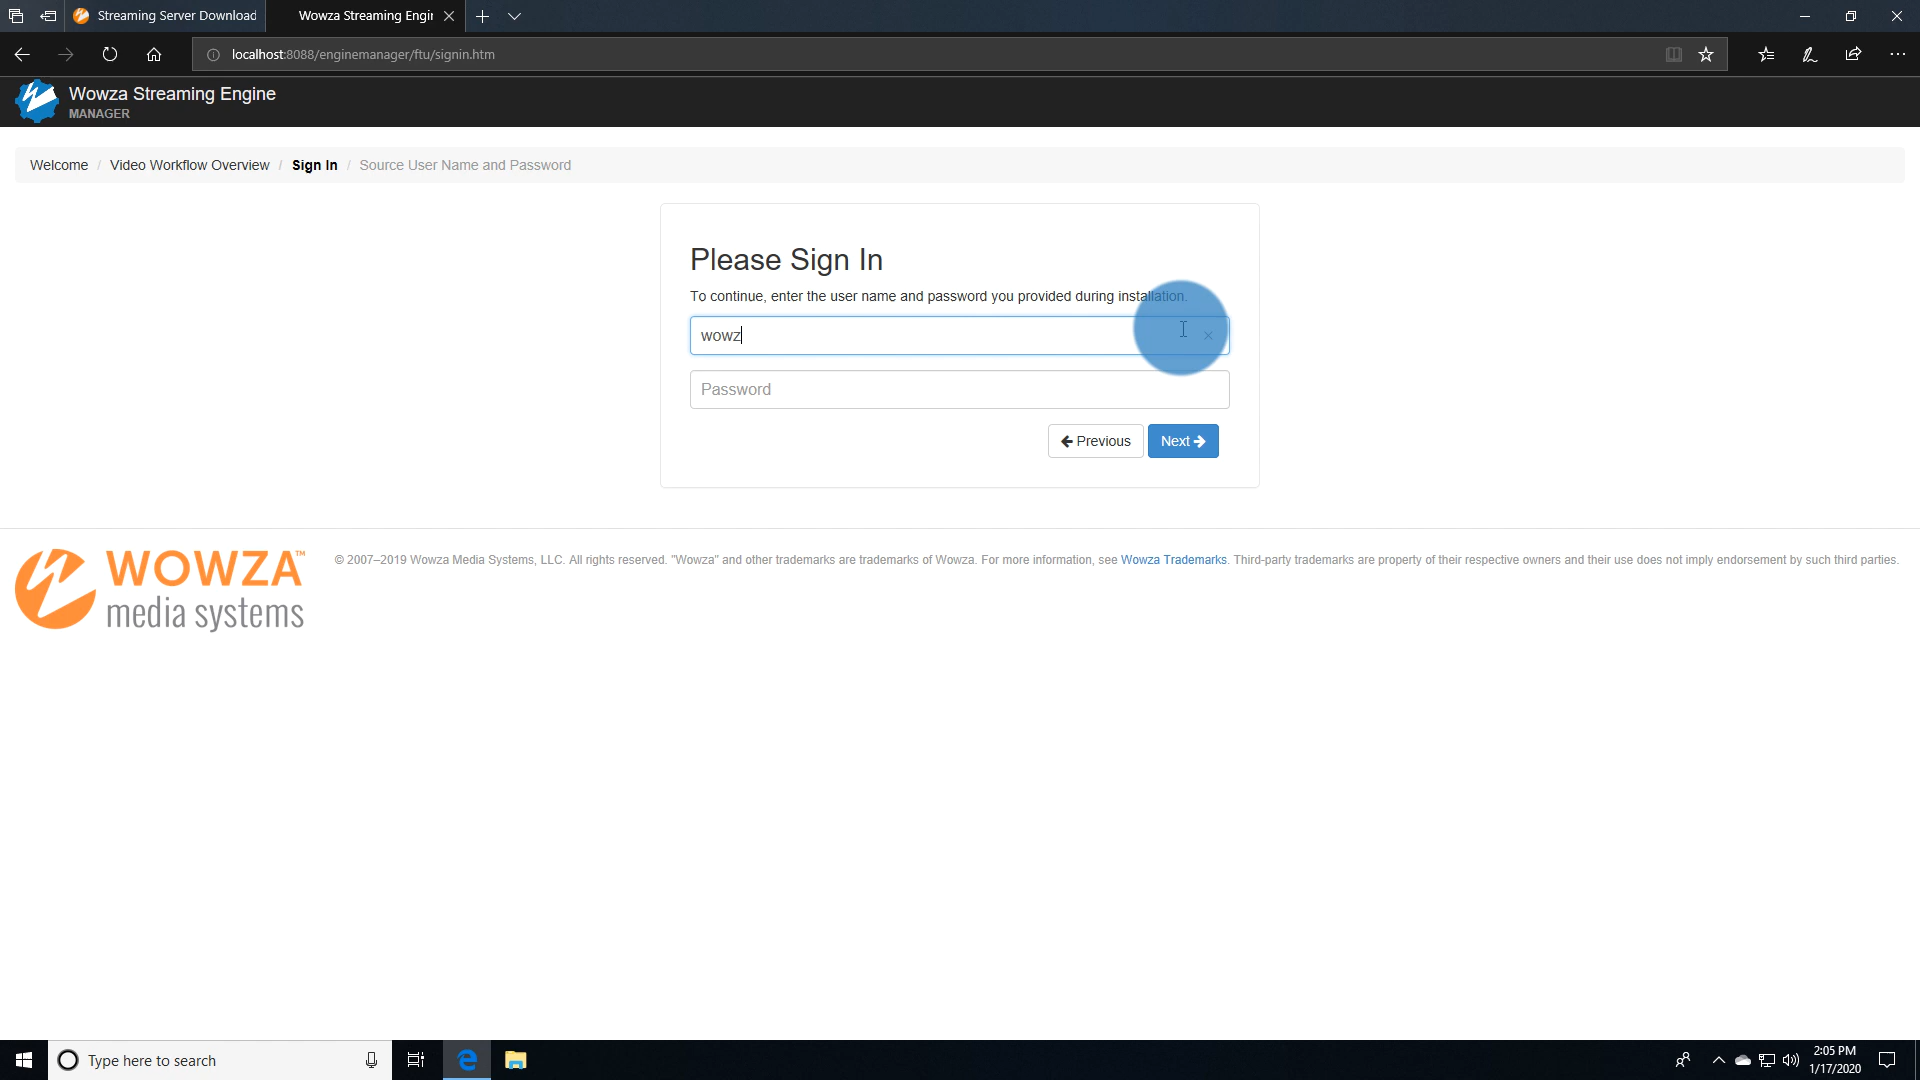 Streaming Server Download
Wowza Streaming Engin
localhost:8088/enginemanager/ftu/signin.htm
Wowza Streaming Engine
MANAGER
Welcome / Video Workflow Overview / Sign In / Source User Name and Password
Please Sign In
To continue, enter the user name and password you provided during installation.
wowz
Password
Previous
Next
WOWZA™
media systems
© 2007–2019 Wowza Media Systems, LLC. All rights reserved. "Wowza" and other trademarks are trademarks of Wowza. For more information, see Wowza Trademarks. Third-party trademarks are property of their respective owners and their use does not imply endorsement by such third parties.
Type here to search
2:05 PM
1/17/2020